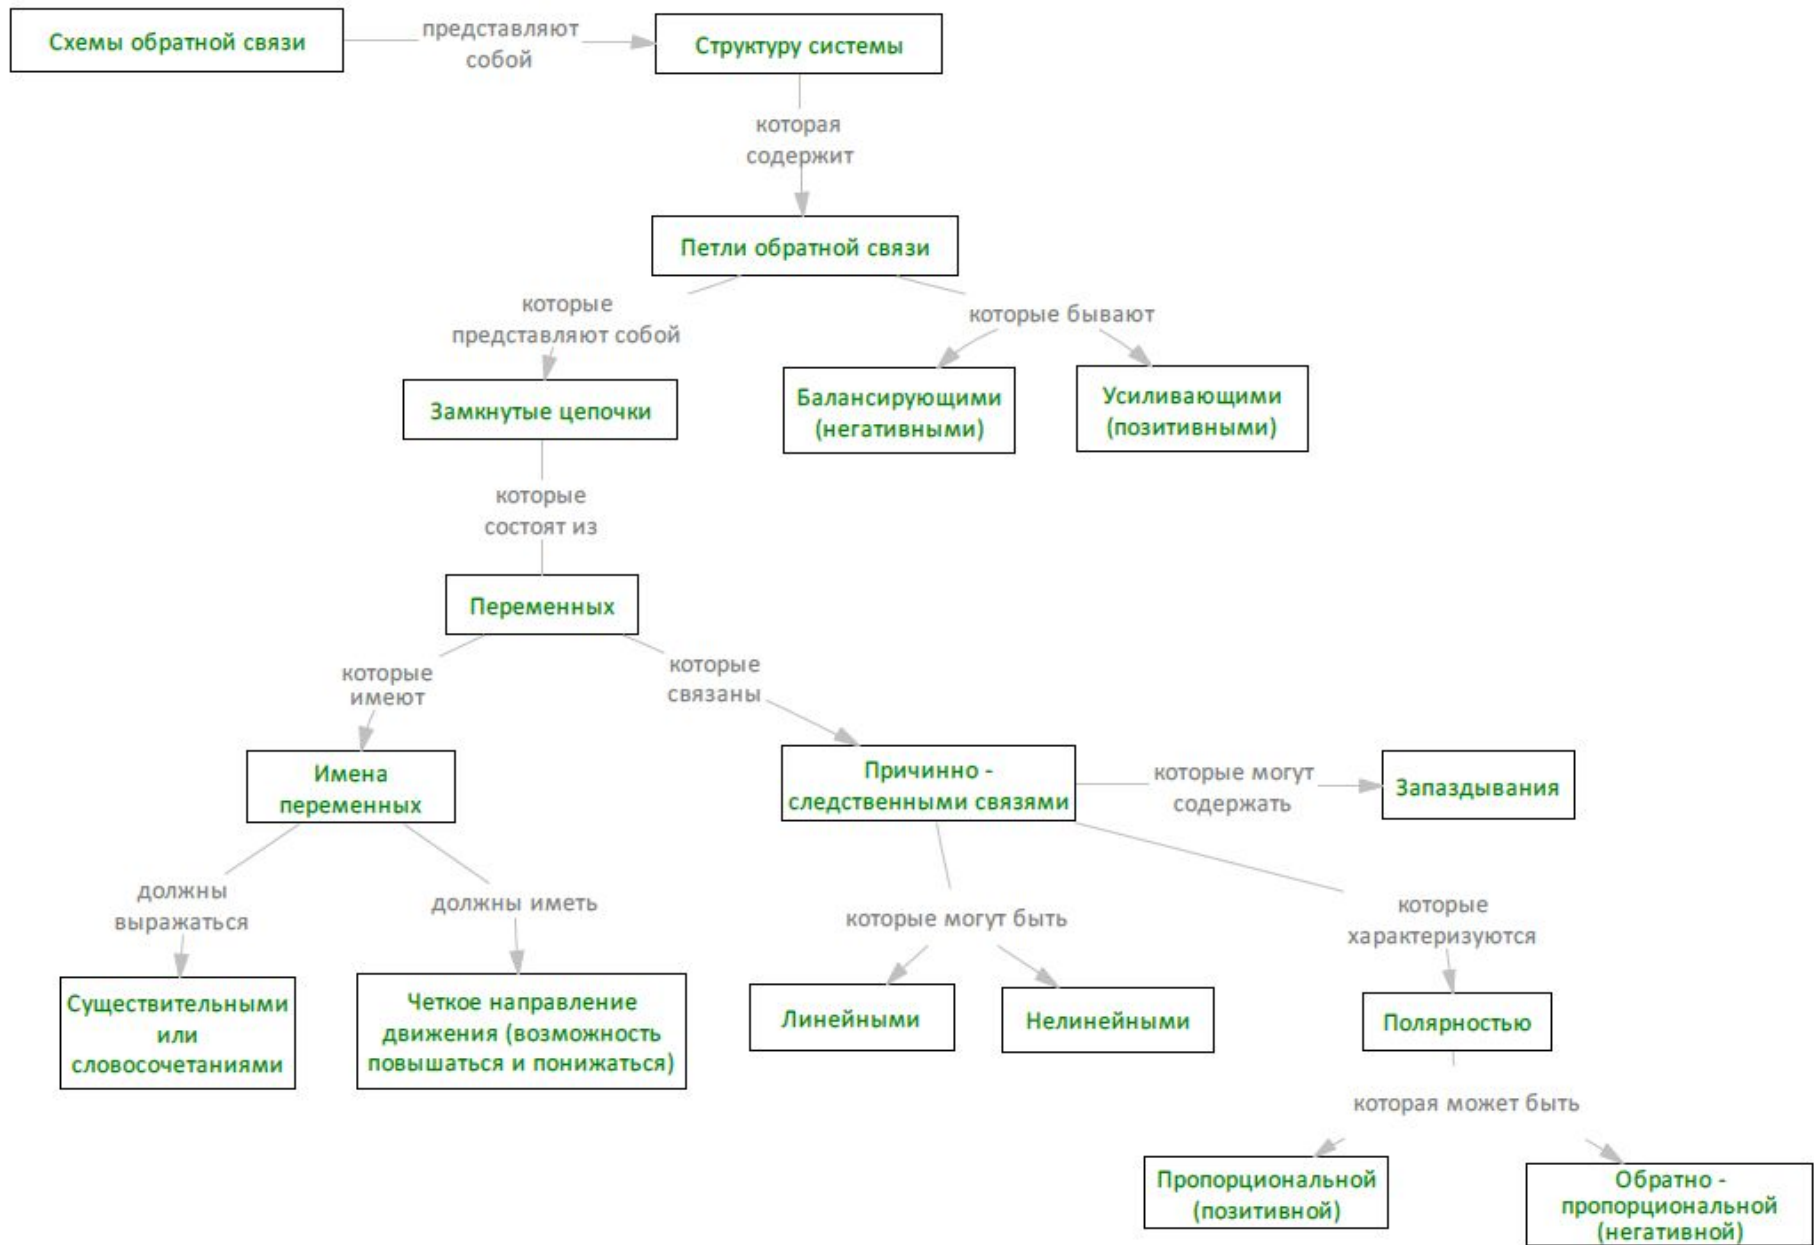 Схемы обратной связи
представляют
собой
Структуру системы
которая
содержит
Петли обратной связи
которые
представляют собой
которые бывают
Замкнутые цепочки
Балансирующими
(негативными)
Усиливающими
(позитивными)
которые
состоят из
Переменных
которые
имеют
которые
связаны
Имена
переменных
Причинно -
следственными связями
которые могут
содержать
Запаздывания
должны
выражаться
должны иметь
которые могут быть
которые
характеризуются
Существительными
или
словосочетаниями
Четкое направление
движения (возможность
повышаться и понижаться)
Линейными
Нелинейными
Полярностью
которая может быть
Пропорциональной
(позитивной)
Обратно -
пропорциональной
(негативной)